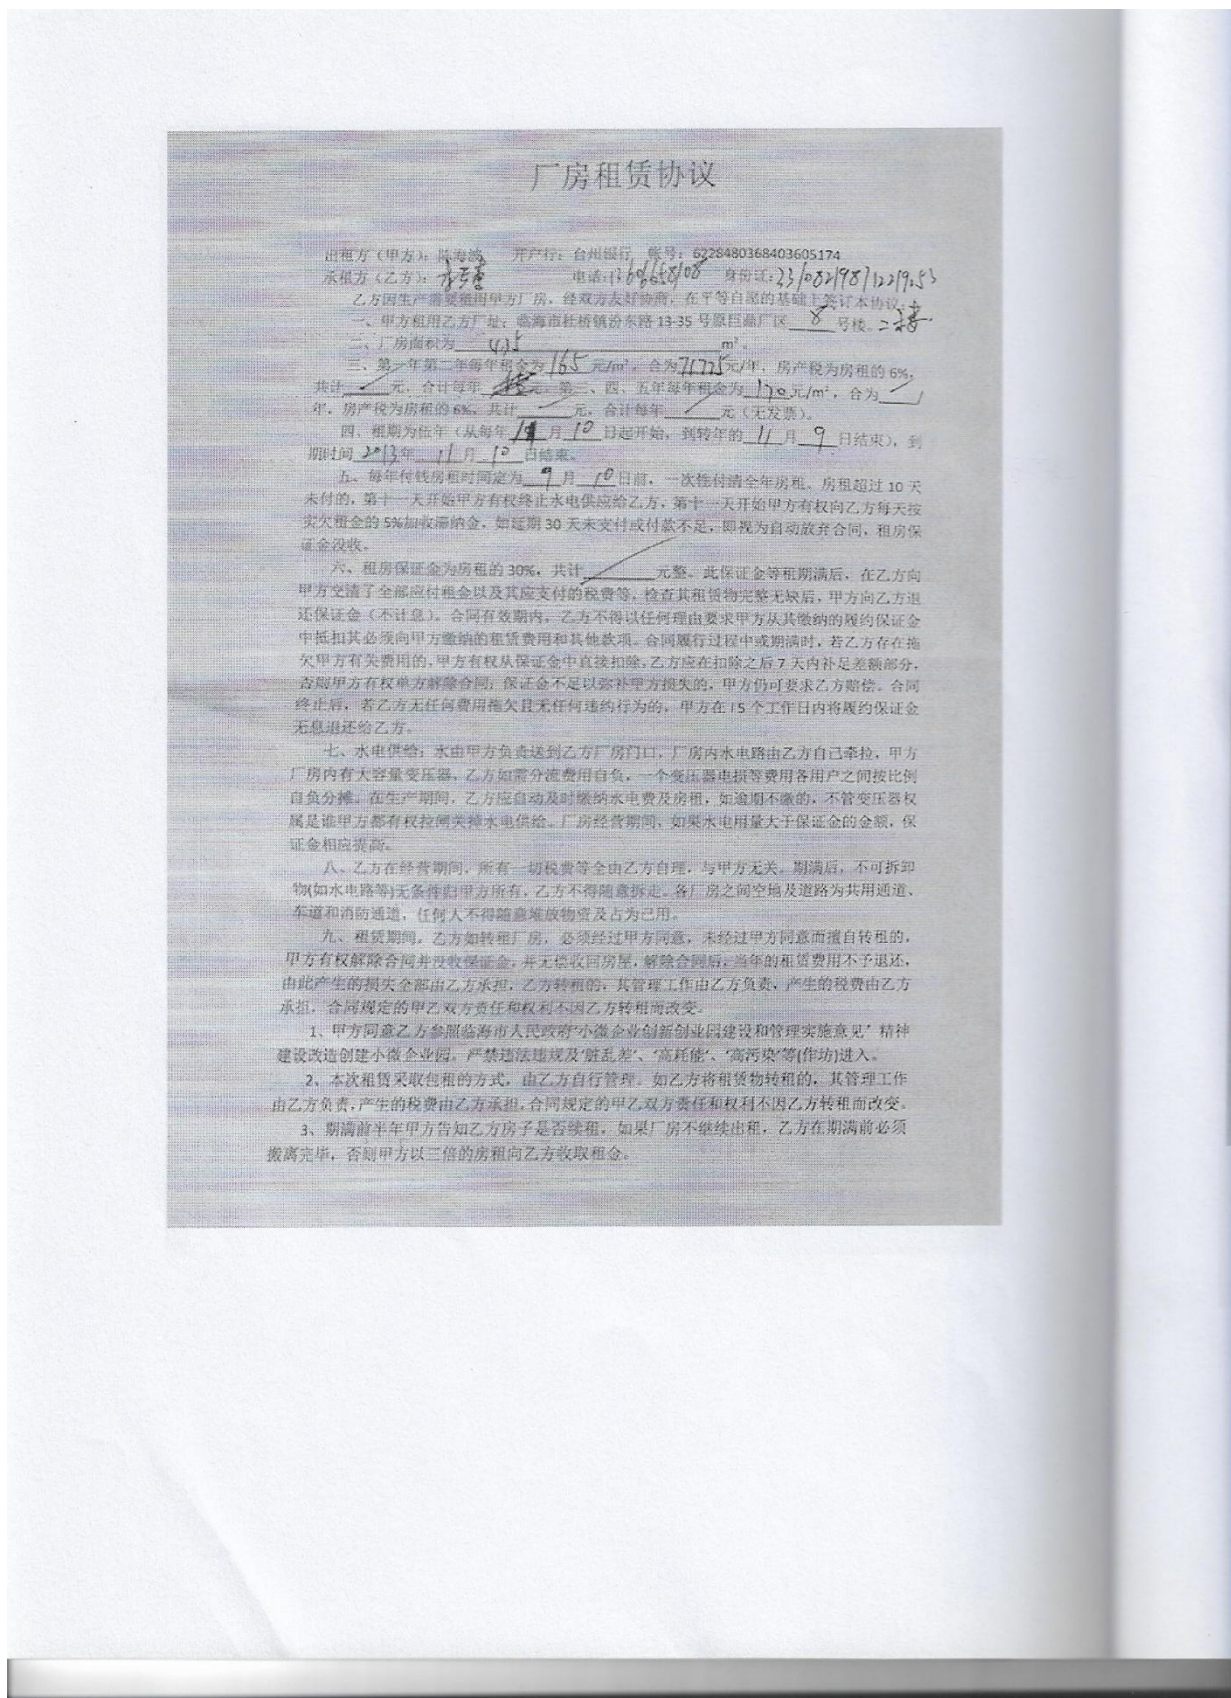 厂房租赁协议
出租方（甲方）：陈海波 开户行：台州银行 帐号：6228480368403605174
承租方（乙方）： 电话：13606658108 身份证：
乙方因生产需要租用甲方厂房，经双方友好协商，在平等自愿的基础上签订本协议：
一、甲方租用乙方厂址：临海市杜桥镇汾东路 13-35 号原巨鼎厂区 8 号楼。二楼.
二、厂房面积为 435 m²。
三、第一年第二年每年租金为 165 元/m²，合为 71775 元/年，房产税为房租的 6%，
共计 元，合计每年 元，第三、四、五年每年租金为 170 元/m²，合为
年，房产税为房租的 6%，共计 元，合计每年 元（无发票）。
四、租期为伍年（从每年 11 月 10 日起开始，到转年的 11 月 9 日结束），到
期时间 2013 年 11 月 10 日结束。
五、每年付钱房租时间定为 9 月 10 日前，一次性付清全年房租。房租超过 10 天
未付的，第十一天开始甲方有权终止水电供应给乙方，第十一天开始甲方有权向乙方每天按
实欠租金的 5%加收滞纳金，如延期 30 天未支付或付款不足，即视为自动放弃合同，租房保
证金没收。
六、租房保证金为房租的 30%，共计 元整。此保证金等租期满后，在乙方向
甲方交清了全部应付租金以及其应支付的税费等。检查其租赁物完整无缺后，甲方向乙方退
还保证金（不计息）。合同有效期内，乙方不得以任何理由要求甲方从其缴纳的履约保证金
中抵扣其必须向甲方缴纳的租赁费用和其他款项。合同履行过程中或期满时，若乙方存在拖
欠甲方有关费用的，甲方有权从保证金中直接扣除，乙方应在扣除之后 7 天内补足差额部分，
否则甲方有权单方解除合同；保证金不足以弥补甲方损失的，甲方仍可要求乙方赔偿。合同
终止后，若乙方无任何费用拖欠且无任何违约行为的，甲方在 15 个工作日内将履约保证金
无息退还给乙方。
七、水电供给：水由甲方负责送到乙方厂房门口，厂房内水电路由乙方自己牵拉，甲方
厂房内有大容量变压器，乙方如需分流费用自负，一个变压器电损等费用各用户之间按比例
自负分摊。在生产期间，乙方应自动及时缴纳水电费及房租，如逾期不缴的，不管变压器权
属是谁甲方都有权拉闸关掉水电供给。厂房经营期间，如果水电用量大于保证金的金额，保
证金相应提高。
八、乙方在经营期间，所有一切税费等全由乙方自理，与甲方无关。期满后，不可拆卸
物(如水电路等)无条件归甲方所有，乙方不得随意拆走。各厂房之间空地及道路为共用通道、
车道和消防通道，任何人不得随意堆放物资及占为己用。
九、租赁期间，乙方如转租厂房，必须经过甲方同意，未经过甲方同意而擅自转租的，
甲方有权解除合同并没收保证金，并无偿收回房屋，解除合同后，当年的租赁费用不予退还，
由此产生的损失全部由乙方承担，乙方转租的，其管理工作由乙方负责，产生的税费由乙方
承担，合同规定的甲乙双方责任和权利不因乙方转租而改变。
1、甲方同意乙方参照临海市人民政府‘小微企业创新创业园建设和管理实施意见’精神
建设改造创建小微企业园。严禁违法违规及‘脏乱差’、‘高耗能’、‘高污染’等(作坊)进入。
2、本次租赁采取包租的方式，由乙方自行管理。如乙方将租赁物转租的，其管理工作
由乙方负责，产生的税费由乙方承担，合同规定的甲乙双方责任和权利不因乙方转租而改变。
3、期满前半年甲方告知乙方房子是否续租，如果厂房不继续出租，乙方在期满前必须
搬离完毕，否则甲方以三倍的房租向乙方收取租金。